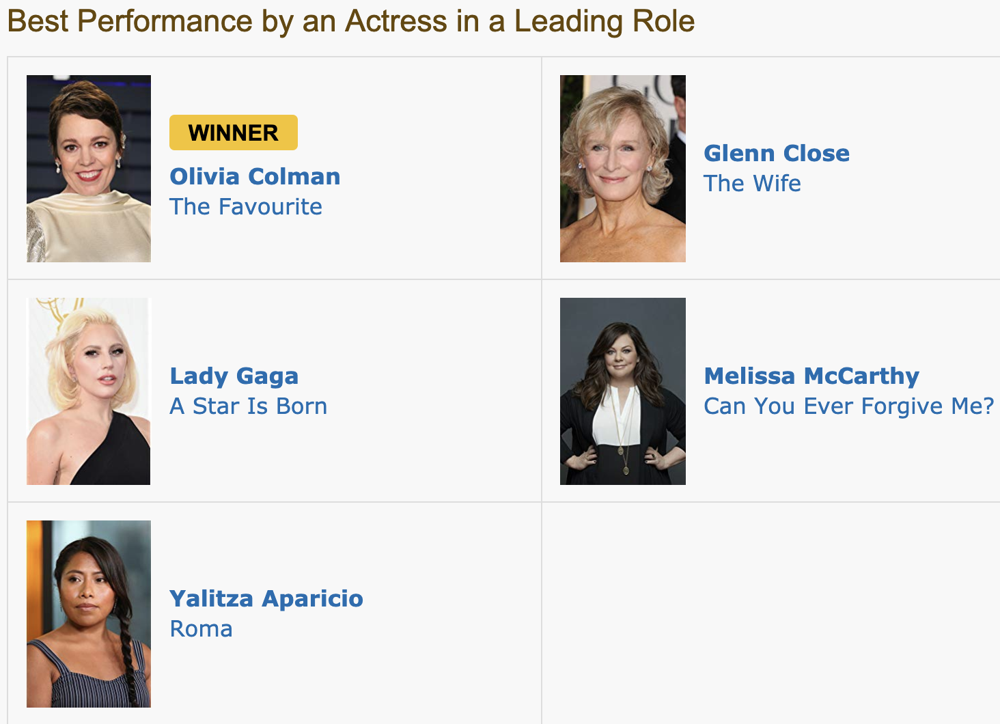 Best Performance by an Actress in a Leading Role
WINNER
Olivia Colman
The Favourite
Glenn Close
The Wife
Lady Gaga
A Star Is Born
Melissa McCarthy
Can You Ever Forgive Me?
Yalitza Aparicio
Roma